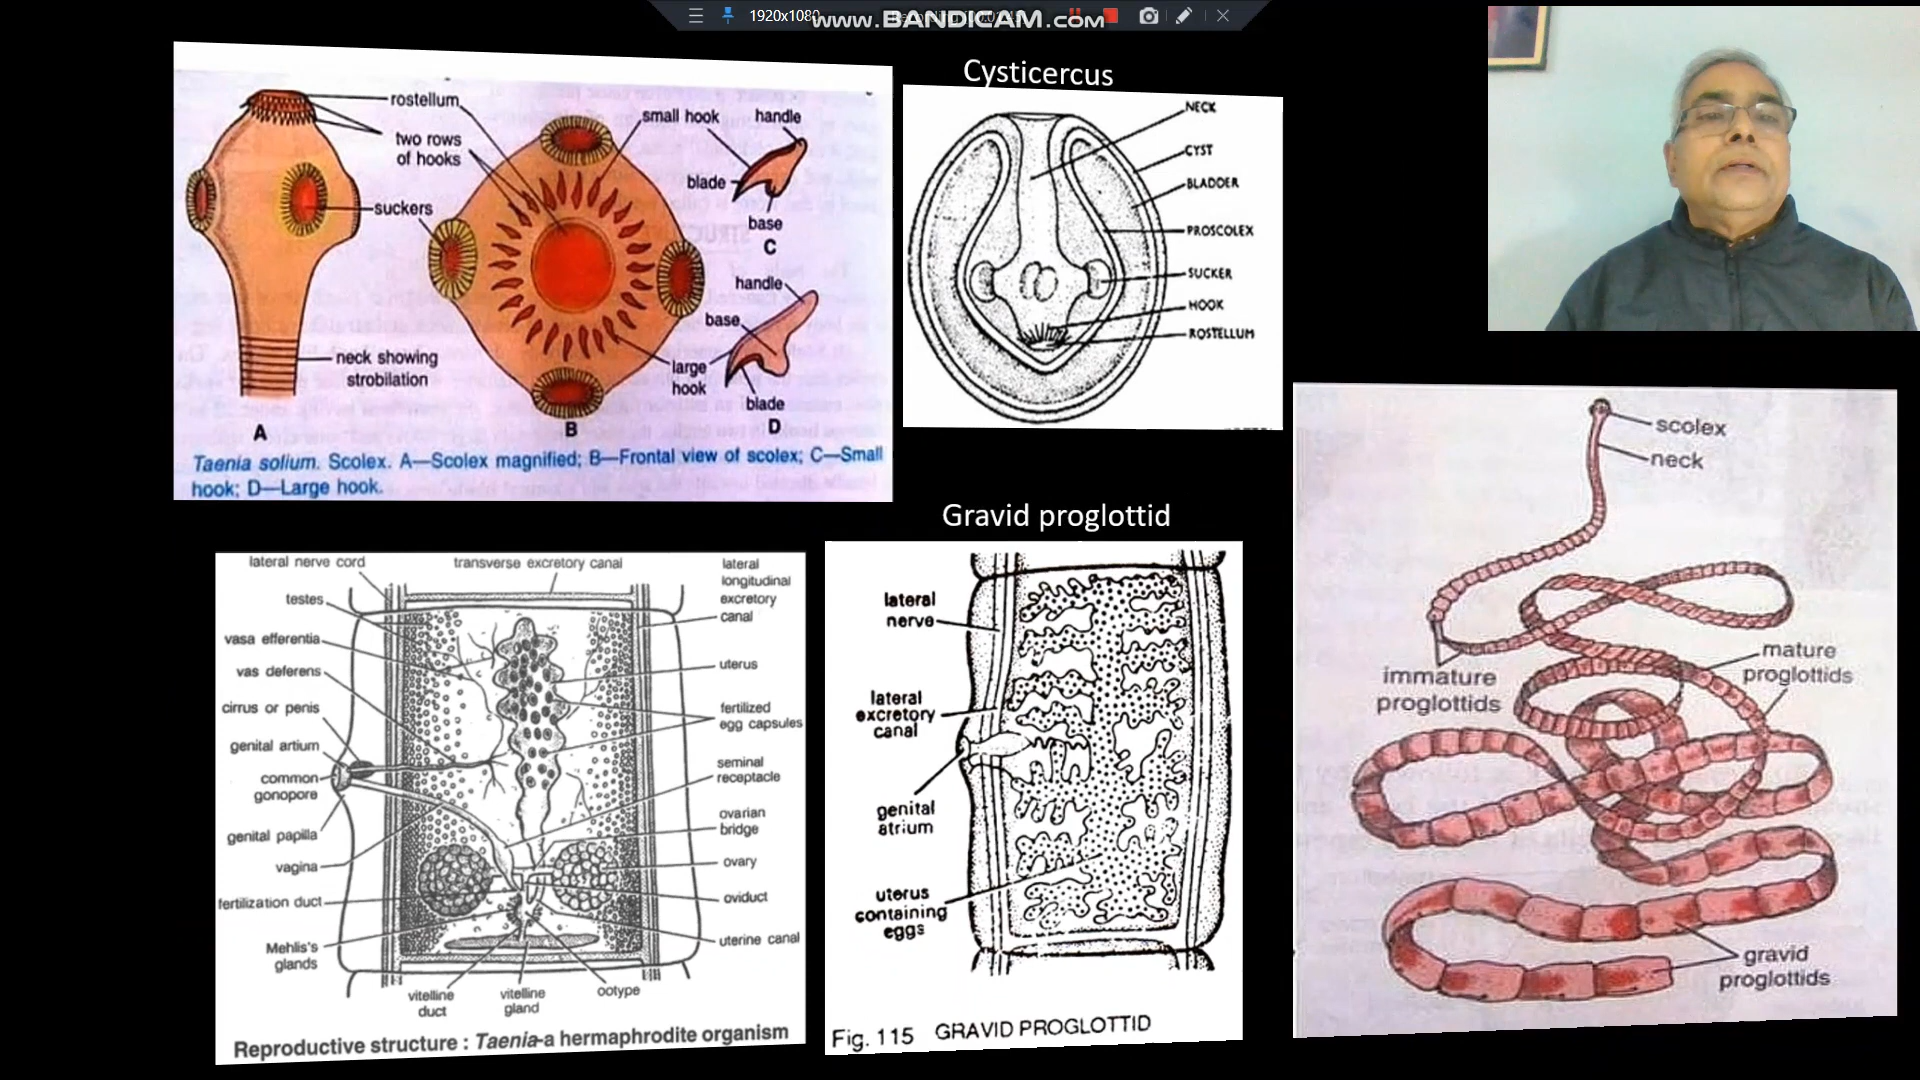 1920x1080
www.BANDICAM.com
rostellum
two rows
of hooks
suckers
neck showing
strobilation
small hook
handle
blade
base
C
handle
base
large
hook
blade
A
B
D
Taenia solium. Scolex. A—Scolex magnified; B—Frontal view of scolex; C—Small
hook; D—Large hook.
Cysticercus
NECK
CYST
BLADDER
PROSCOLEX
SUCKER
HOOK
ROSTELLUM
scolex
neck
immature
proglottids
mature
proglottids
gravid
proglottids
lateral nerve cord
transverse excretory canal
lateral
longitudinal
excretory
canal
testes
vasa efferentia
vas deferens
cirrus or penis
genital artium
common
gonopore
genital papilla
vagina
fertilization duct
Mehlis's
glands
vitelline
duct
vitelline
gland
ootype
uterus
fertilized
egg capsules
seminal
receptacle
ovarian
bridge
ovary
oviduct
uterine canal
Reproductive structure : Taenia-a hermaphrodite organism
Gravid proglottid
lateral
nerve
lateral
excretory
canal
genital
atrium
uterus
containing
eggs
Fig. 115 GRAVID PROGLOTTID